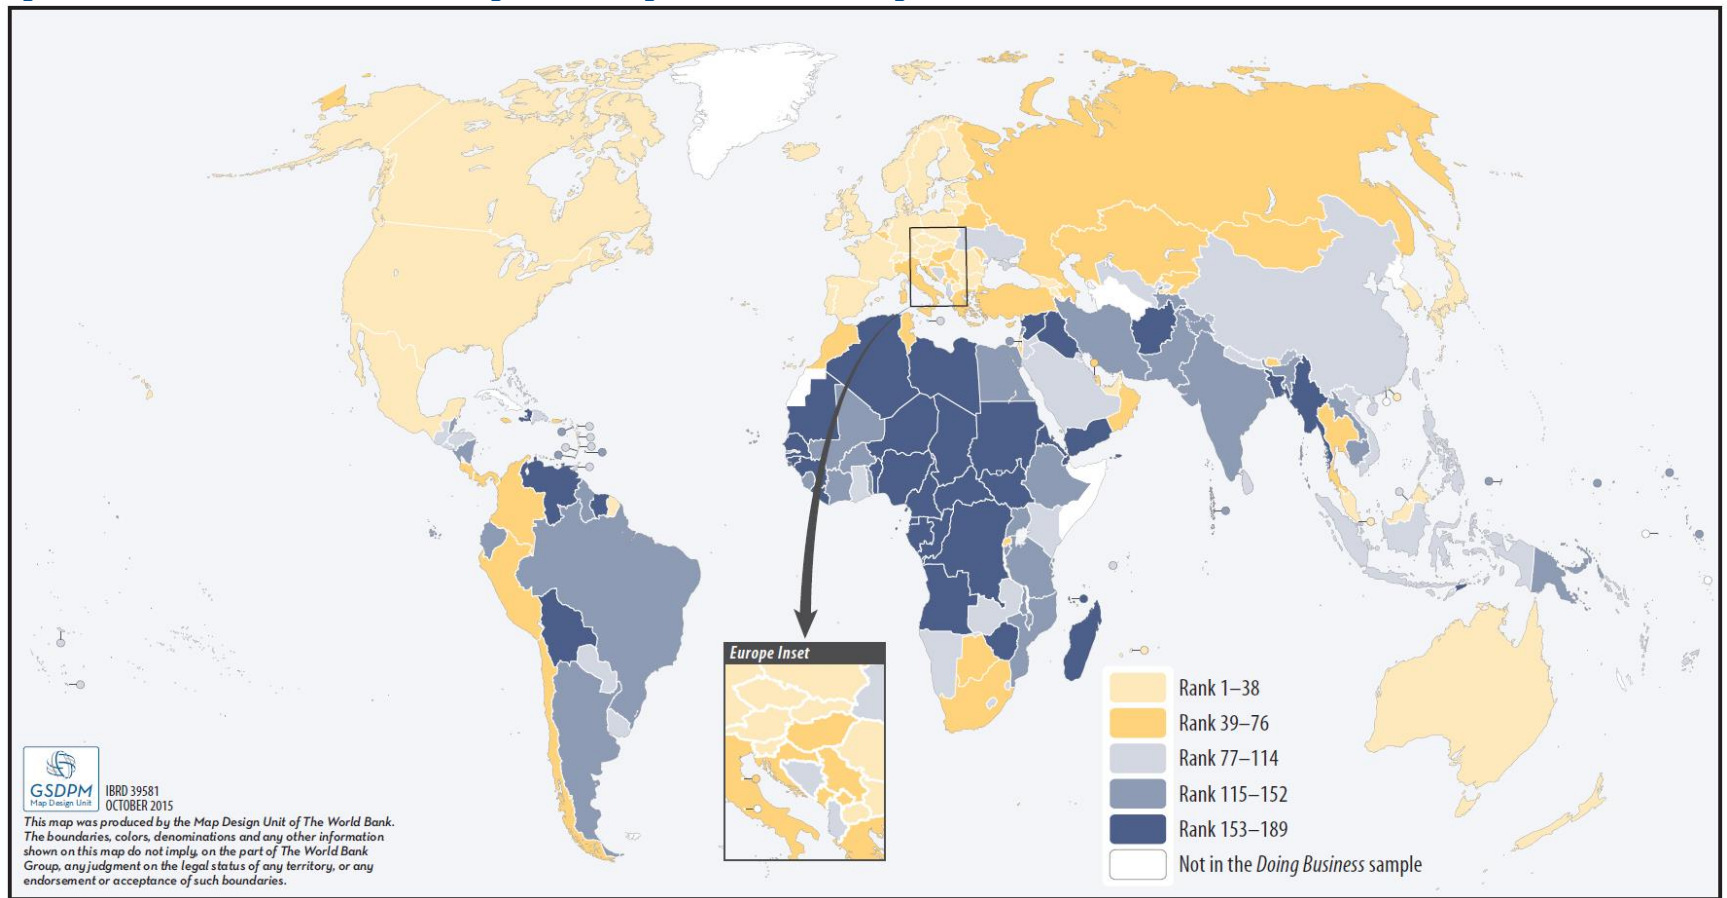 Europe Inset
Rank 1–38
Rank 39–76
Rank 77–114
Rank 115–152
Rank 153–189
Not in the Doing Business sample
GSDPM
Map Design Unit
IBRD 39581
OCTOBER 2015
This map was produced by the Map Design Unit of The World Bank.
The boundaries, colors, denominations and any other information
shown on this map do not imply, on the part of The World Bank
Group, any judgment on the legal status of any territory, or any
endorsement or acceptance of such boundaries.